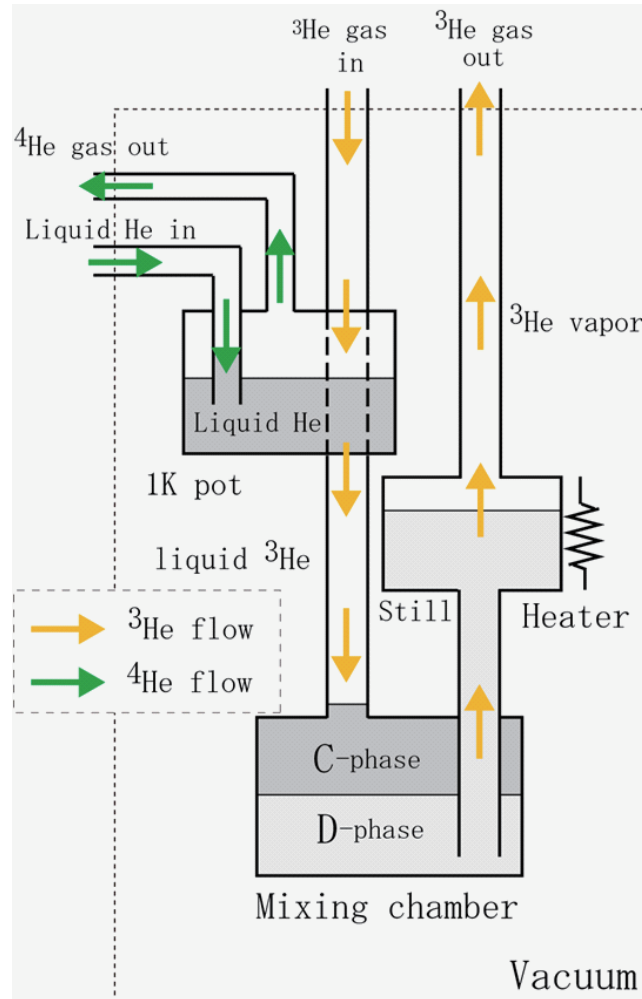 ³He gas
in
³He gas
out
⁴He gas out
Liquid He in
³He vapor
Liquid He
1K pot
liquid ³He
Still
Heater
³He flow
⁴He flow
C-phase
D-phase
Mixing chamber
Vacuum